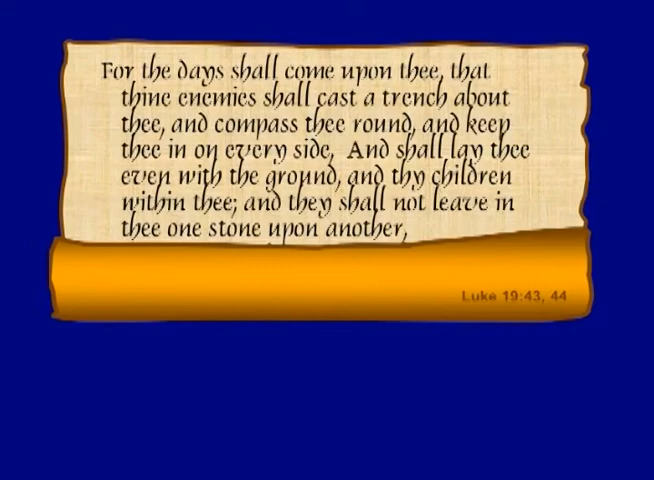 For the days shall come upon thee, that
thine enemies shall cast a trench about
thee, and compass thee round, and keep
thee in on every side, And shall lay thee
even with the ground, and thy children
within thee; and they shall not leave in
thee one stone upon another,
Luke 19:43, 44